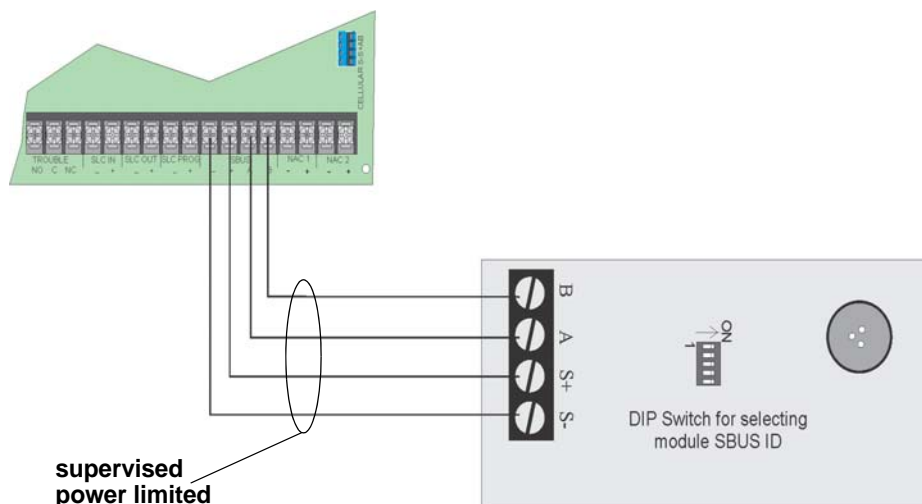 CELLULAR S-S+AB
TROUBLE SLC IN SLC OUT SLC PROG SBUS NAC 1 NAC 2
NO C NC - + - + - + - + A B - + - +
B
A
S+
S-
ON
1
DIP Switch for selecting
module SBUS ID
supervised
power limited